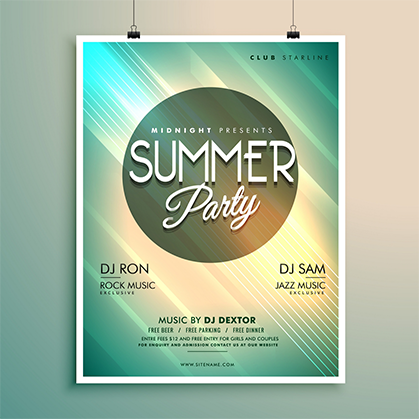 CLUB STARLINE
MIDNIGHT PRESENTS
SUMMER
Party
DJ RON
ROCK MUSIC
EXCLUSIVE
DJ SAM
JAZZ MUSIC
EXCLUSIVE
MUSIC BY DJ DEXTOR
FREE BEER / FREE PARKING / FREE DINNER
ENTRE FEES $12 AND FREE ENTRY FOR GIRLS AND COUPLES
FOR ENQUIRY AND ADMISSION CONTACT US AT OUR WEBSITE
WWW.SITENAME.COM